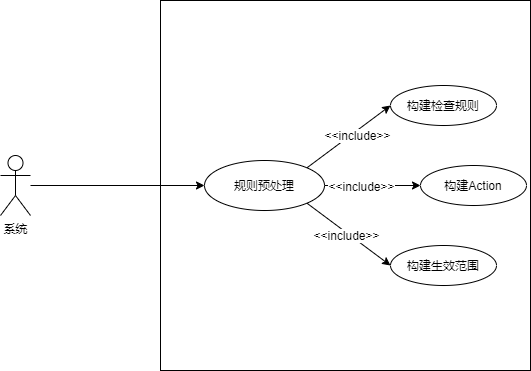 构建检查规则
<<include>>
系统
规则预处理
<<include>>
构建Action
<<include>>
构建生效范围